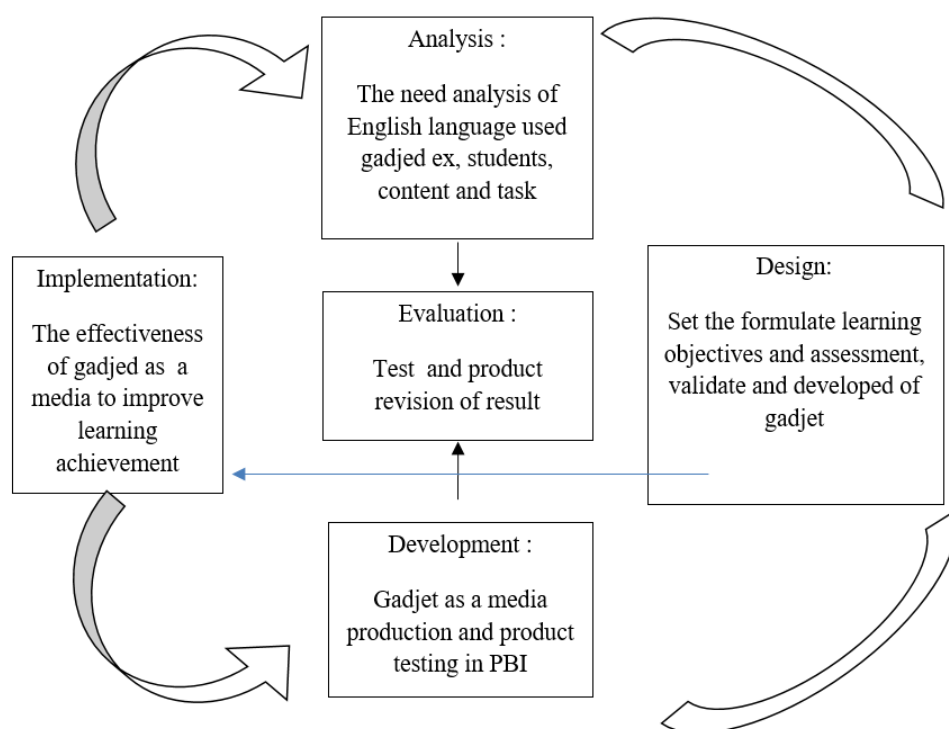 Analysis :
The need analysis of
English language used
gadjed ex, students,
content and task
Implementation:
The effectiveness
of gadjed as a
media to improve
learning
achievement
Evaluation :
Test and product
revision of result
Design:
Set the formulate learning
objectives and assessment,
validate and developed of
gadjet
Development :
Gadjet as a media
production and product
testing in PBI